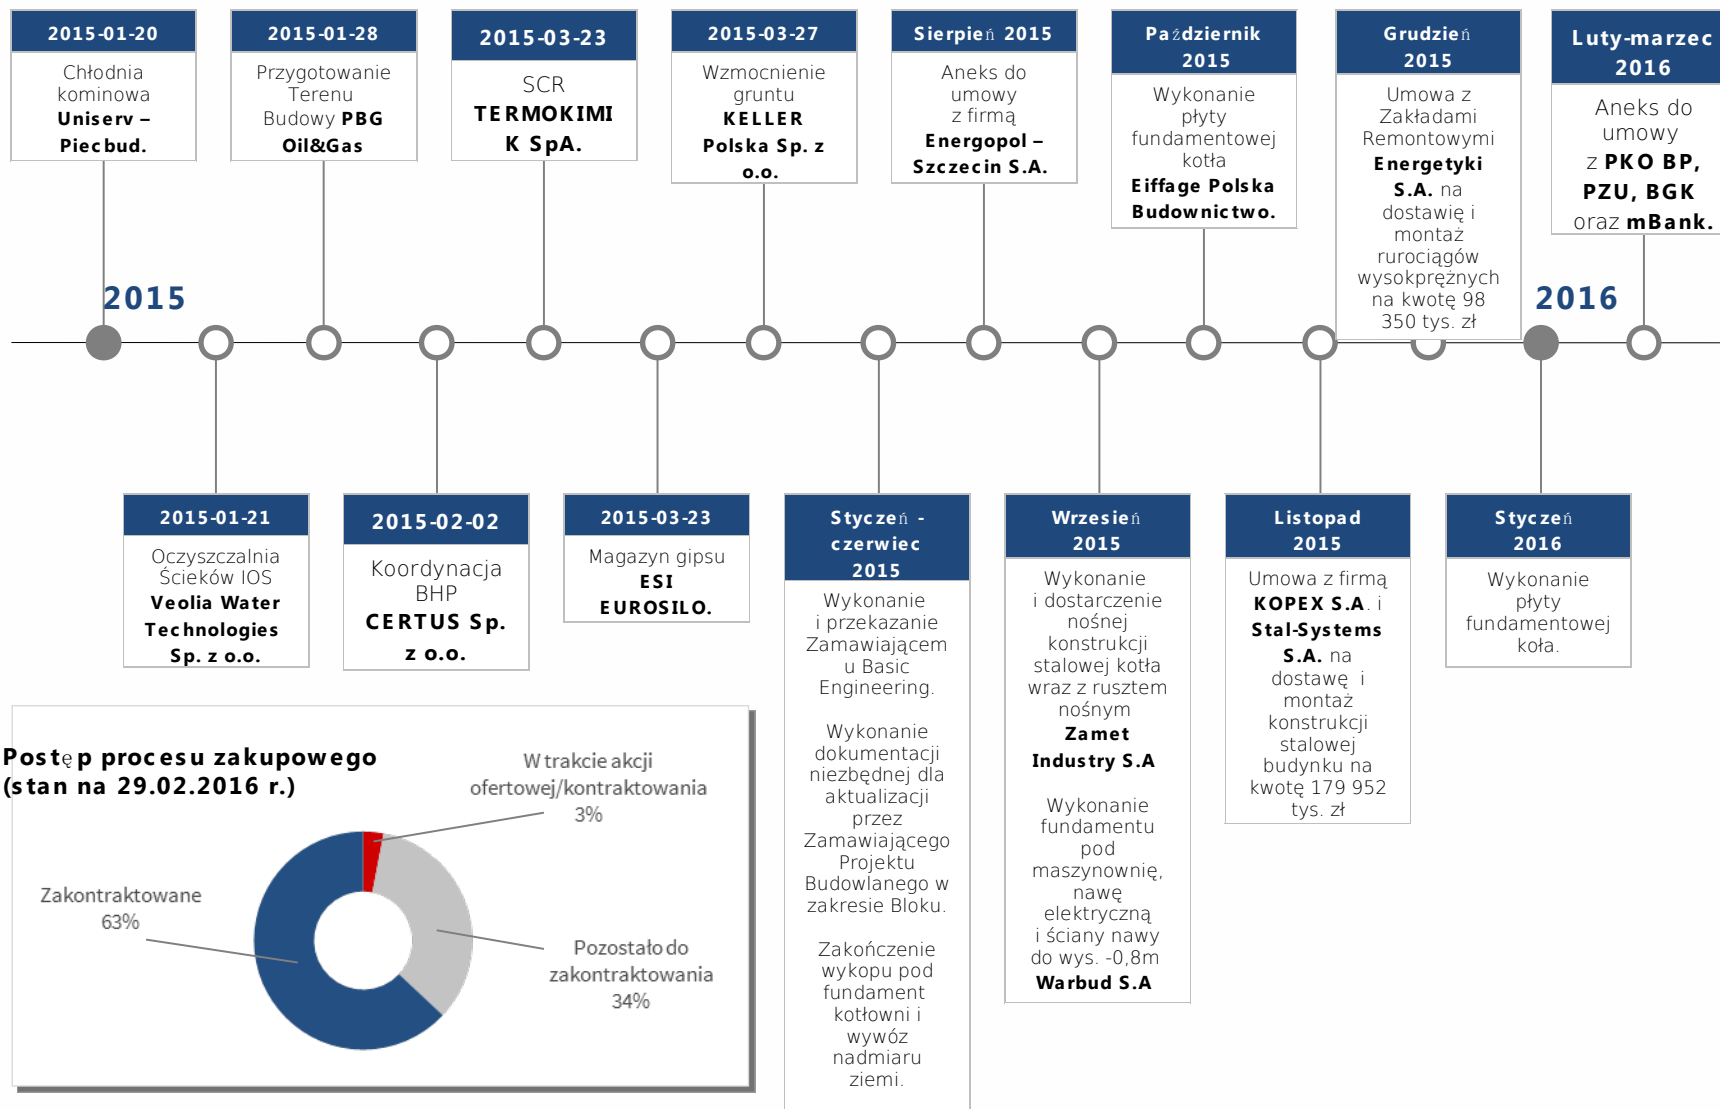 2015-01-20
Chłodnia
kominowa
Uniserv –
Piecbud.
2015-01-28
Przygotowanie
Terenu
Budowy PBG
Oil&Gas
2015-03-23
SCR
TERMOKIMI
K SpA.
2015-03-27
Wzmocnienie
gruntu
KELLER
Polska Sp. z
o.o.
Sierpień 2015
Aneks do
umowy
z firmą
Energopol –
Szczecin S.A.
Październik
2015
Wykonanie
płyty
fundamentowej
kotła
Eiffage Polska
Budownictwo.
Grudzień
2015
Umowa z
Zakładami
Remontowymi
Energetyki
S.A. na
dostawię i
montaż
rurociągów
wysokprężnych
na kwotę 98
350 tys. zł
Luty-marzec
2016
Aneks do
umowy
z PKO BP,
PZU, BGK
oraz mBank.
2015
2016
2015-01-21
Oczyszczalnia
Ścieków IOS
Veolia Water
Technologies
Sp. z o.o.
2015-02-02
Koordynacja
BHP
CERTUS Sp.
z o.o.
2015-03-23
Magazyn gipsu
ESI
EUROSILO.
Styczeń -
czerwiec
2015
Wykonanie
i przekazanie
Zamawiającem
u Basic
Engineering.
Wykonanie
dokumentacji
niezbędnej dla
aktualizacji
przez
Zamawiającego
Projektu
Budowlanego w
zakresie Bloku.
Zakończenie
wykopu pod
fundament
kotłowni i
wywóz
nadmiaru
ziemi.
Wrzesień
2015
Wykonanie
i dostarczenie
nośnej
konstrukcji
stalowej kotła
wraz z rusztem
nośnym
Zamet
Industry S.A
Wykonanie
fundamentu
pod
maszynownię,
nawę
elektryczną
i ściany nawy
do wys. -0,8m
Warbud S.A
Listopad
2015
Umowa z firmą
KOPEX S.A. i
Stal-Systems
S.A. na
dostawę i
montaż
konstrukcji
stalowej
budynku na
kwotę 179 952
tys. zł
Styczeń
2016
Wykonanie
płyty
fundamentowej
koła.
Postęp procesu zakupowego
(stan na 29.02.2016 r.)
W trakcie akcji
ofertowej/kontraktowania
3%
Zakontraktowane
63%
Pozostało do
zakontraktowania
34%